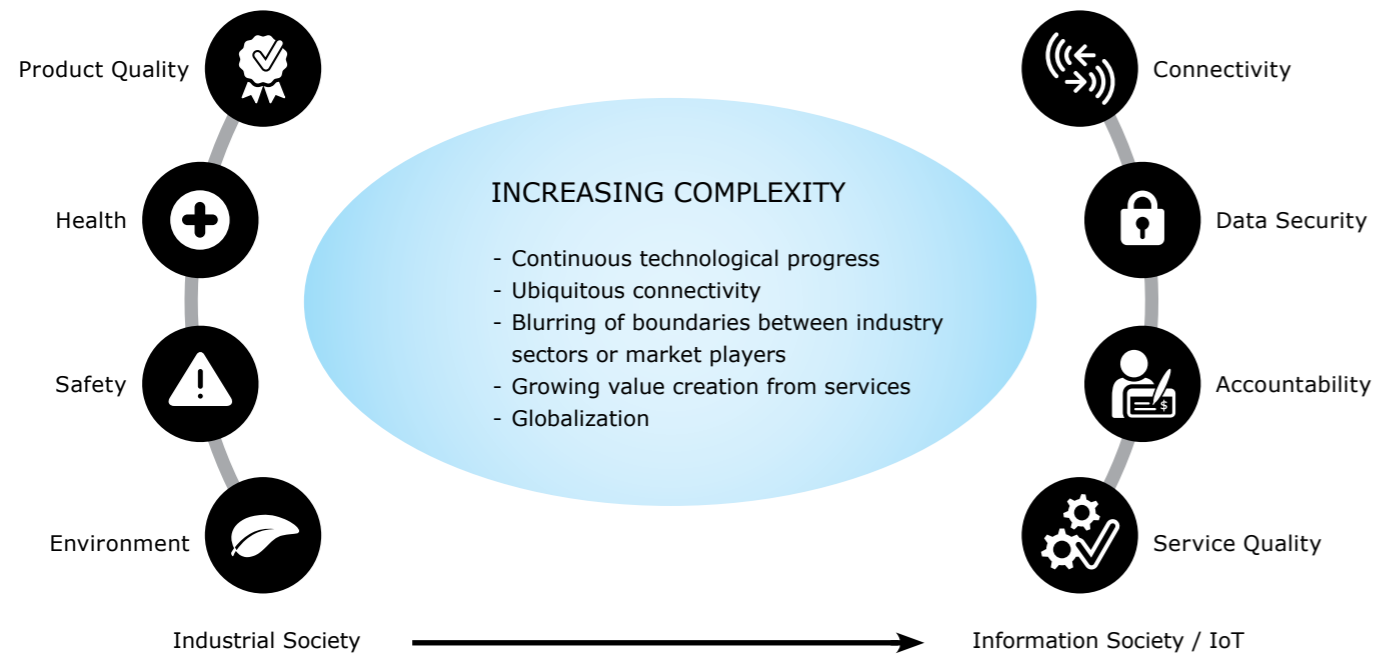 Product Quality
Health
Safety
Environment
INCREASING COMPLEXITY
- Continuous technological progress
- Ubiquitous connectivity
- Blurring of boundaries between industry
sectors or market players
- Growing value creation from services
- Globalization
Connectivity
Data Security
Accountability
$
Service Quality
Industrial Society
Information Society / IoT